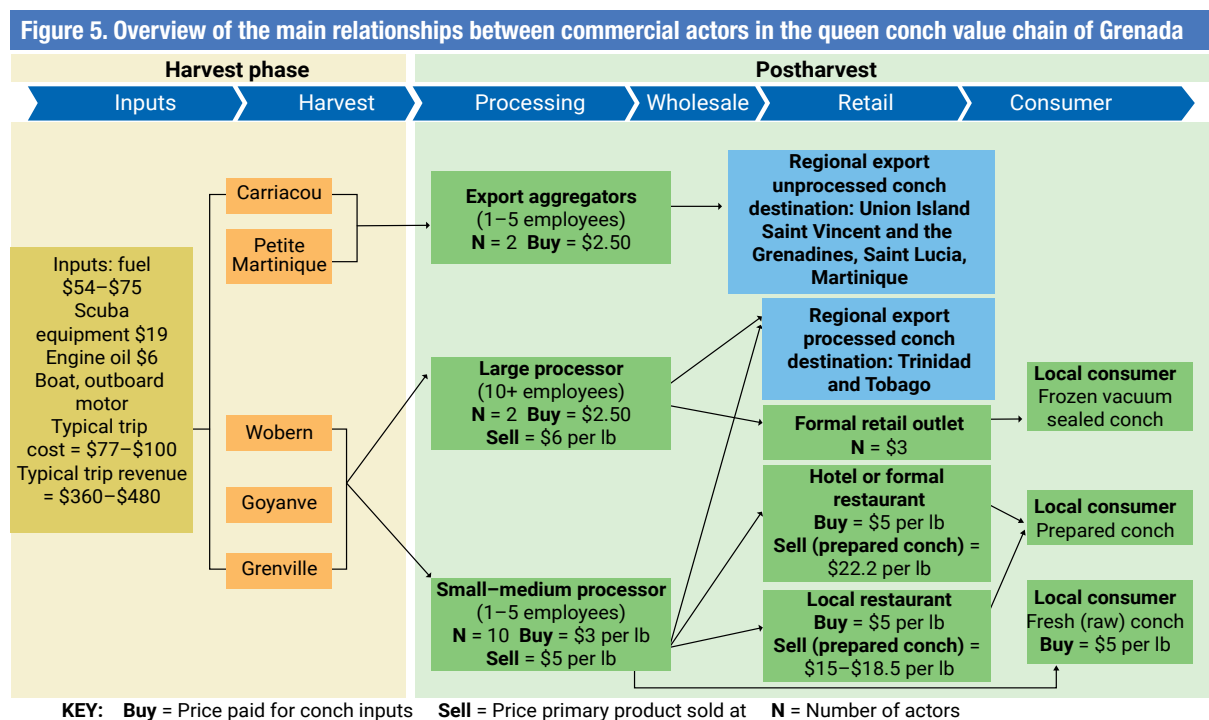 Figure 5. Overview of the main relationships between commercial actors in the queen conch value chain of Grenada
Harvest phase
Postharvest
Inputs
Harvest
Processing
Wholesale
Retail
Consumer
Inputs: fuel
$54–$75
Scuba
equipment $19
Engine oil $6
Boat, outboard
motor
Typical trip
cost = $77–$100
Typical trip revenue
= $360–$480
Carriacou
Petite
Martinique
Wobern
Goyanve
Grenville
Export aggregators
(1–5 employees)
N = 2 Buy = $2.50
Large processor
(10+ employees)
N = 2 Buy = $2.50
Sell = $6 per lb
Small–medium processor
(1–5 employees)
N = 10 Buy = $3 per lb
Sell = $5 per lb
Regional export
unprocessed conch
destination: Union Island
Saint Vincent and the
Grenadines, Saint Lucia,
Martinique
Regional export
processed conch
destination: Trinidad
and Tobago
Formal retail outlet
N = $3
Hotel or formal
restaurant
Buy = $5 per lb
Sell (prepared conch) =
$22.2 per lb
Local restaurant
Buy = $5 per lb
Sell (prepared conch) =
$15–$18.5 per lb
Local consumer
Frozen vacuum
sealed conch
Local consumer
Prepared conch
Local consumer
Fresh (raw) conch
Buy = $5 per lb
KEY: Buy = Price paid for conch inputs Sell = Price primary product sold at N = Number of actors